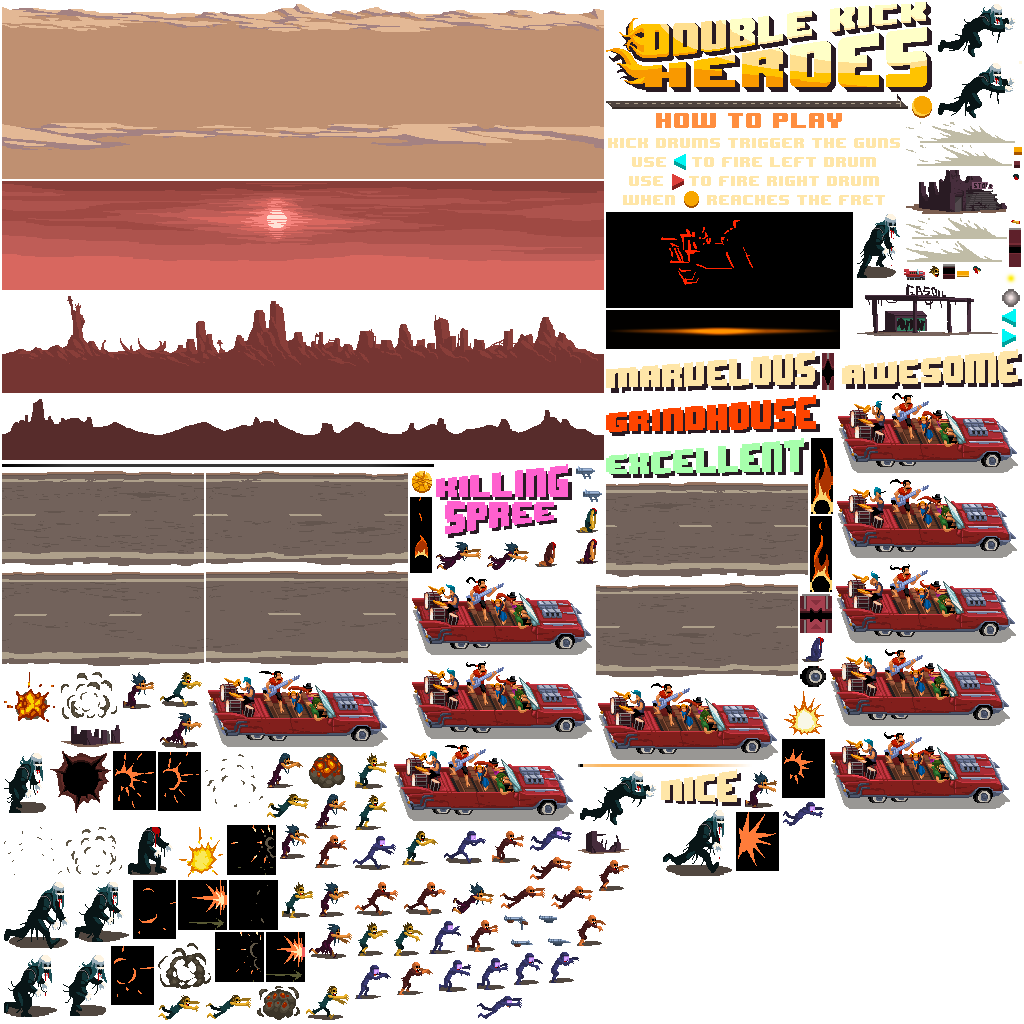 DOUBLE KICK
HEROES
HOW TO PLAY
KICK DRUMS TRIGGER THE GUNS
USE TO FIRE LEFT DRUM
USE TO FIRE RIGHT DRUM
WHEN REACHES THE FRET
GASOIL
MARVELOUS
AWESOME
GRINDHOUSE
EXCELLENT
KILLING
SPREE
NICE